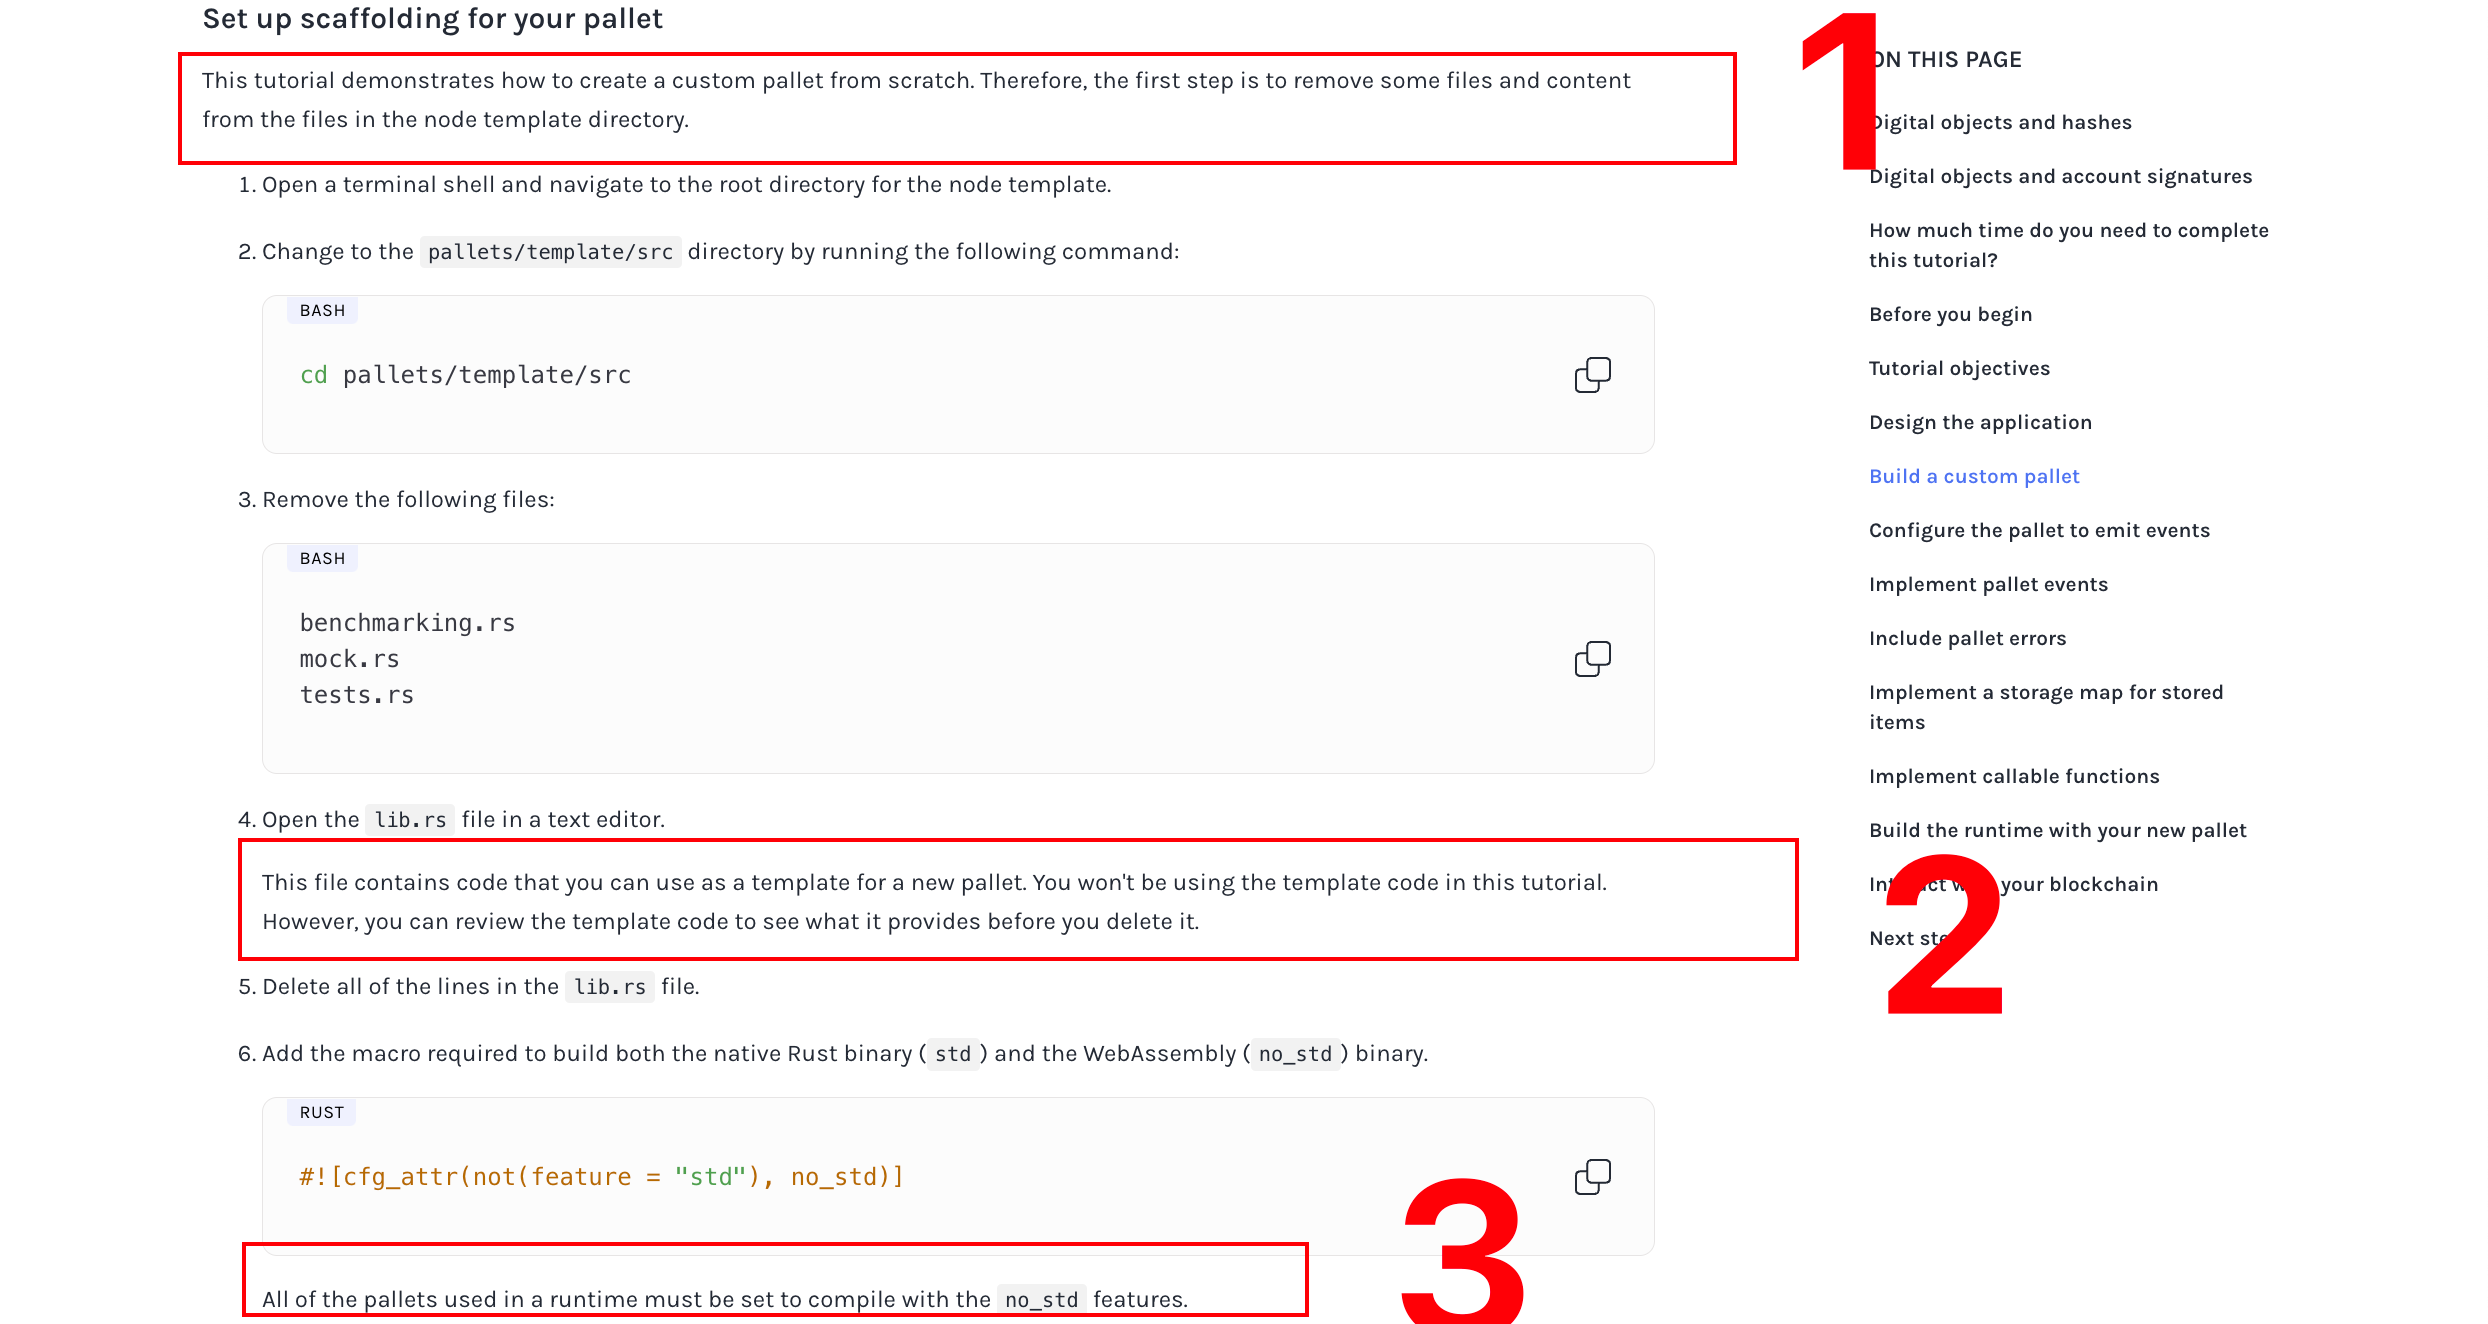 Set up scaffolding for your pallet
This tutorial demonstrates how to create a custom pallet from scratch. Therefore, the first step is to remove some files and content
from the files in the node template directory.
1. Open a terminal shell and navigate to the root directory for the node template.
2. Change to the pallets/template/src directory by running the following command:
BASH
cd pallets/template/src
3. Remove the following files:
BASH
benchmarking.rs
mock.rs
tests.rs
4. Open the lib.rs file in a text editor.
This file contains code that you can use as a template for a new pallet. You won't be using the template code in this tutorial.
However, you can review the template code to see what it provides before you delete it.
5. Delete all of the lines in the lib.rs file.
6. Add the macro required to build both the native Rust binary (std) and the WebAssembly (no_std) binary.
RUST
#![cfg_attr(not(feature = "std"), no_std)]
All of the pallets used in a runtime must be set to compile with the no_std features.
1
2
3
ON THIS PAGE
Digital objects and hashes
Digital objects and account signatures
How much time do you need to complete
this tutorial?
Before you begin
Tutorial objectives
Design the application
Build a custom pallet
Configure the pallet to emit events
Implement pallet events
Include pallet errors
Implement a storage map for stored
items
Implement callable functions
Build the runtime with your new pallet
your blockchain
Next